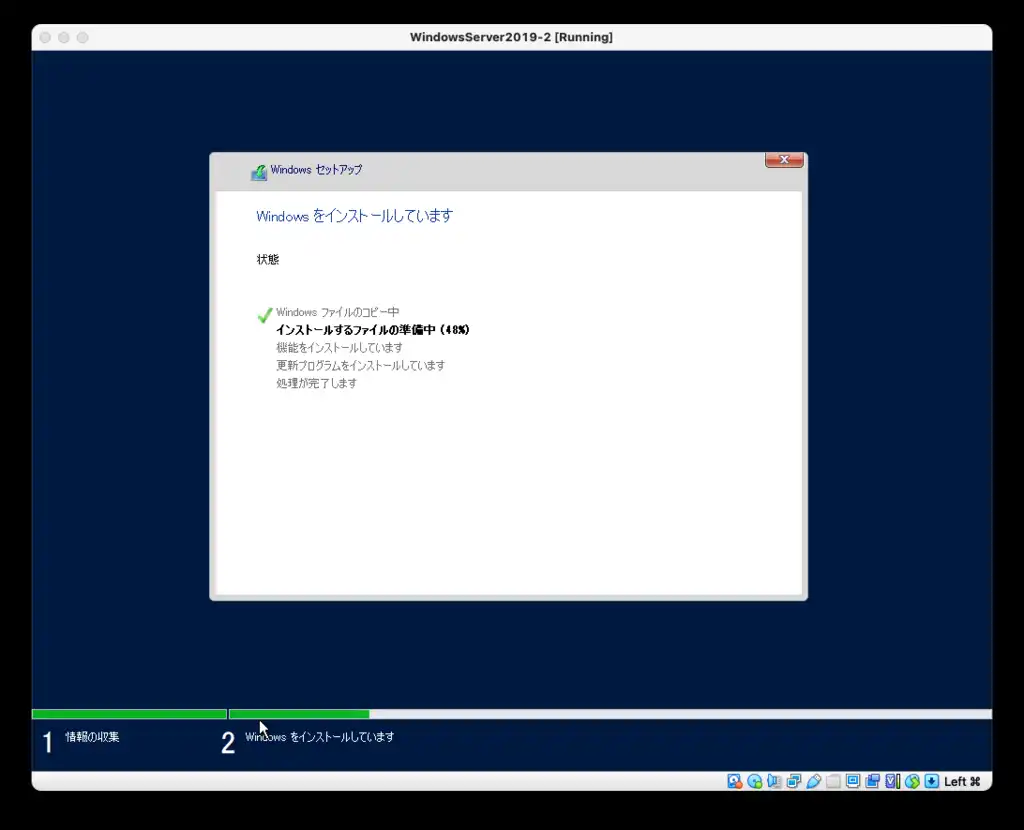 WindowsServer2019-2 [Running]
Windows セットアップ
Windows をインストールしています
状態
Windows ファイルのコピー中
インストールするファイルの準備中 (48%)
機能をインストールしています
更新プログラムをインストールしています
処理が完了します
1 情報の収集
2 Windows をインストールしています
Left ⌘